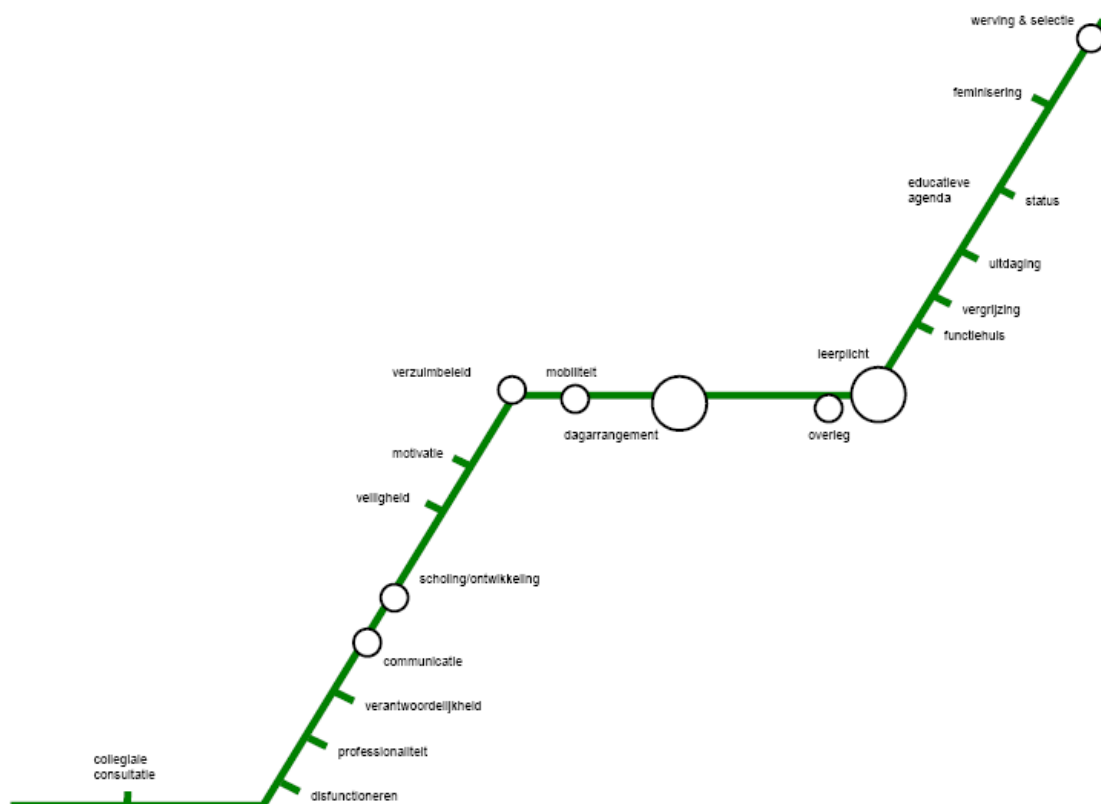 werving & selectie
feminisering
educatieve
agenda
status
uitdaging
vergrijzing
functiehuis
leerplicht
verzuimbeleid
mobiliteit
dagarrangement
overleg
motivatie
veiligheid
scholing/ontwikkeling
communicatie
verantwoordelijkheid
professionaliteit
collegiale
consultatie
disfunctioneren